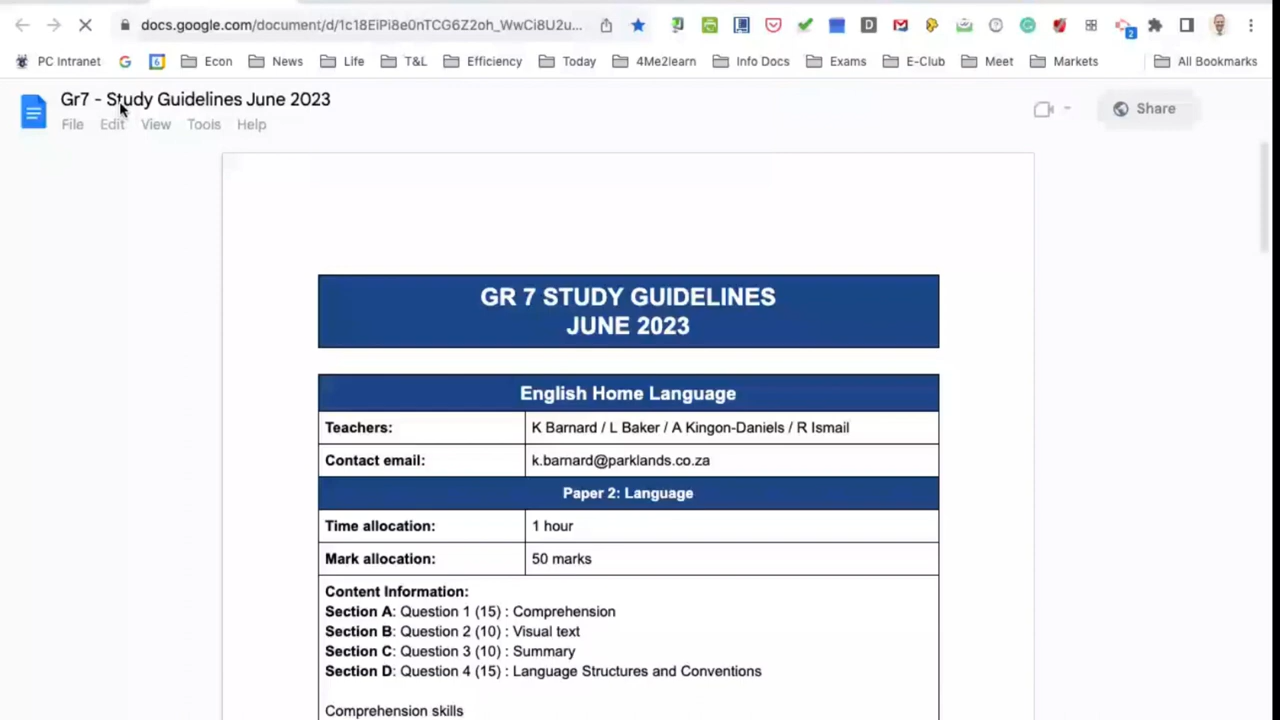 docs.google.com/document/d/1c18EiPi8e0nTCG6Z2oh_WwCi8U2u...
PC Intranet Econ News Life T&L Efficiency Today 4Me2learn Info Docs Exams E-Club Meet Markets All Bookmarks
Gr7 - Study Guidelines June 2023
File Edit View Tools Help
Share
GR 7 STUDY GUIDELINES
JUNE 2023
English Home Language
Teachers: K Barnard / L Baker / A Kingon-Daniels / R Ismail
Contact email: k.barnard@parklands.co.za
Paper 2: Language
Time allocation: 1 hour
Mark allocation: 50 marks
Content Information:
Section A: Question 1 (15) : Comprehension
Section B: Question 2 (10) : Visual text
Section C: Question 3 (10) : Summary
Section D: Question 4 (15) : Language Structures and Conventions
Comprehension skills